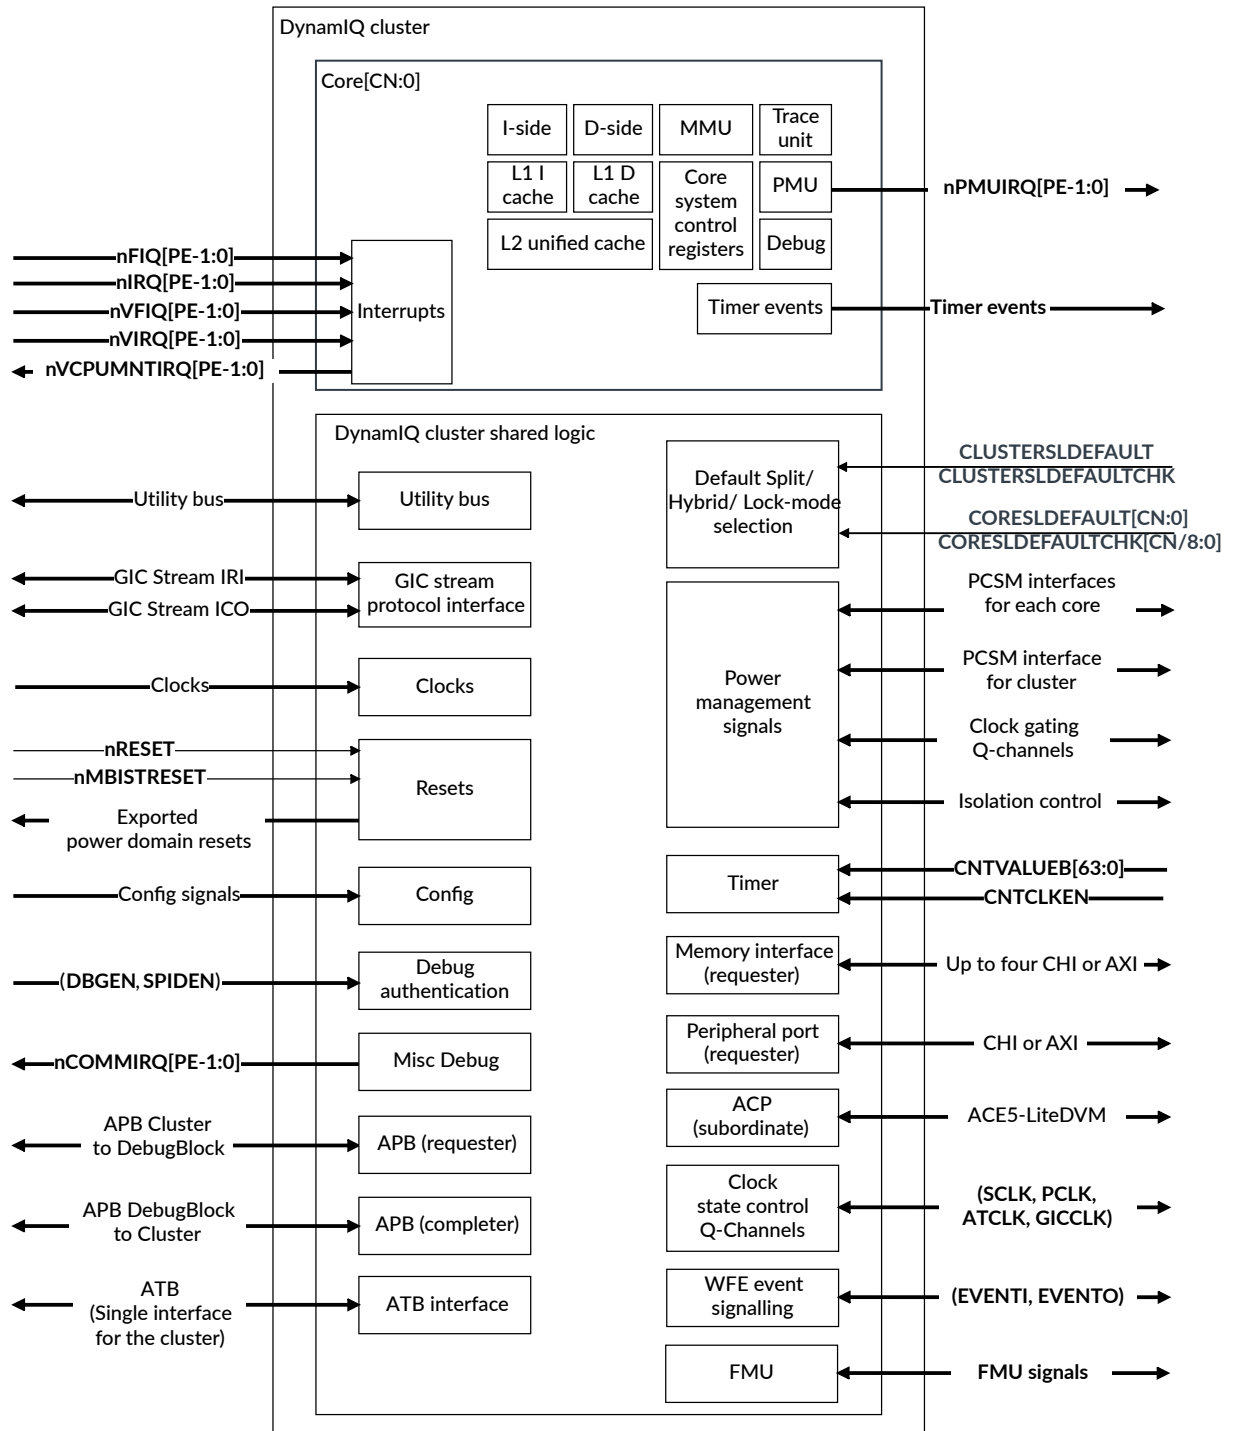 DynamIQ cluster
Core[CN:0]
I-side
D-side
MMU
Trace
unit
L1 I
cache
L1 D
cache
Core
system
control
registers
PMU
nPMUIRQ[PE-1:0]
L2 unified cache
Debug
Timer events
Timer events
nFIQ[PE-1:0]
nIRQ[PE-1:0]
nVFIQ[PE-1:0]
nVIRQ[PE-1:0]
nVCPUMNTIRQ[PE-1:0]
Interrupts
DynamIQ cluster shared logic
Utility bus
Utility bus
GIC Stream IRI
GIC Stream ICO
GIC stream
protocol interface
Clocks
Clocks
nRESET
nMBISTRESET
Exported
power domain resets
Resets
Config signals
Config
(DBGEN, SPIDEN)
Debug
authentication
nCOMMIRQ[PE-1:0]
Misc Debug
APB Cluster
to DebugBlock
APB (requester)
APB DebugBlock
to Cluster
APB (completer)
ATB
(Single interface
for the cluster)
ATB interface
Default Split/
Hybrid/ Lock-mode
selection
CLUSTERSLDEFAULT
CLUSTERSLDEFAULTCHK
CORESLDEFAULT[CN:0]
CORESLDEFAULTCHK[CN/8:0]
Power
management
signals
PCSM interfaces
for each core
PCSM interface
for cluster
Clock gating
Q-channels
Isolation control
Timer
CNTVALUEB[63:0]
CNTCLKEN
Memory interface
(requester)
Up to four CHI or AXI
Peripheral port
(requester)
CHI or AXI
ACP
(subordinate)
ACE5-LiteDVM
Clock
state control
Q-Channels
(SCLK, PCLK,
ATCLK, GICCLK)
WFE event
signalling
(EVENTI, EVENTO)
FMU
FMU signals